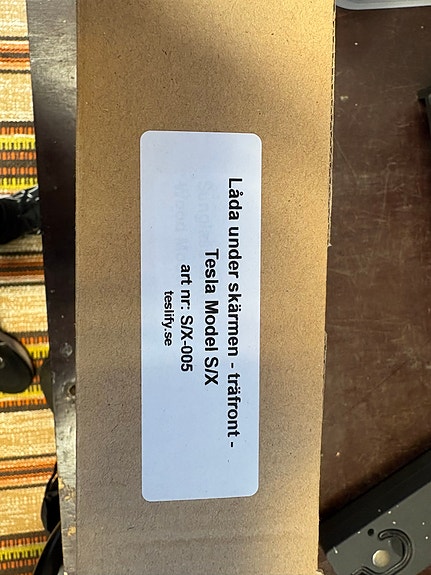 Låda under skärmen - träfront -
Tesla Model S/X
art nr: S/X-005
teslify.se